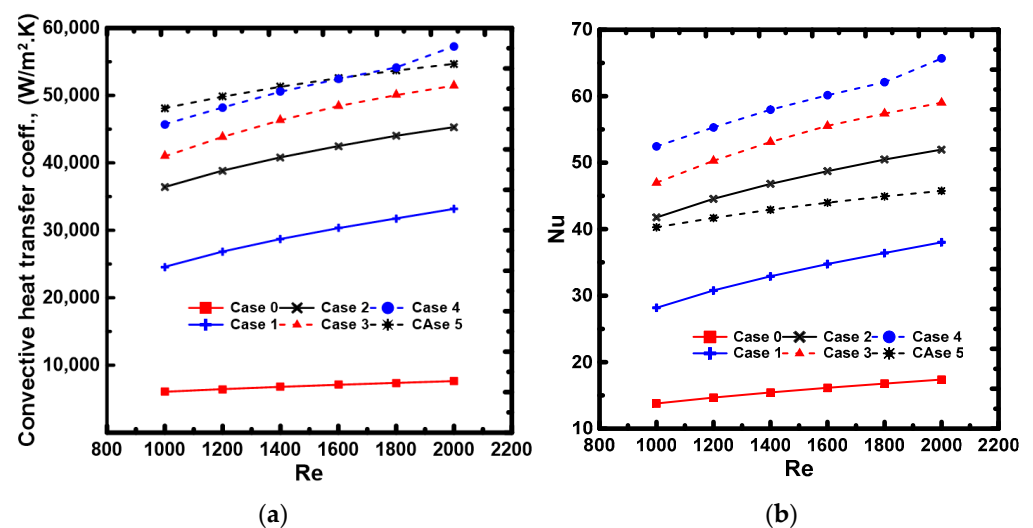 Convective heat transfer coeff., (W/m².K)
60,000
50,000
40,000
30,000
20,000
10,000
Case 0 Case 2 Case 4
Case 1 Case 3 CAse 5
800 1000 1200 1400 1600 1800 2000 2200
Re
(a)
Nu
70
60
50
40
30
20
10
Case 0 Case 2 Case 4
Case 1 Case 3 CAse 5
800 1000 1200 1400 1600 1800 2000 2200
Re
(b)